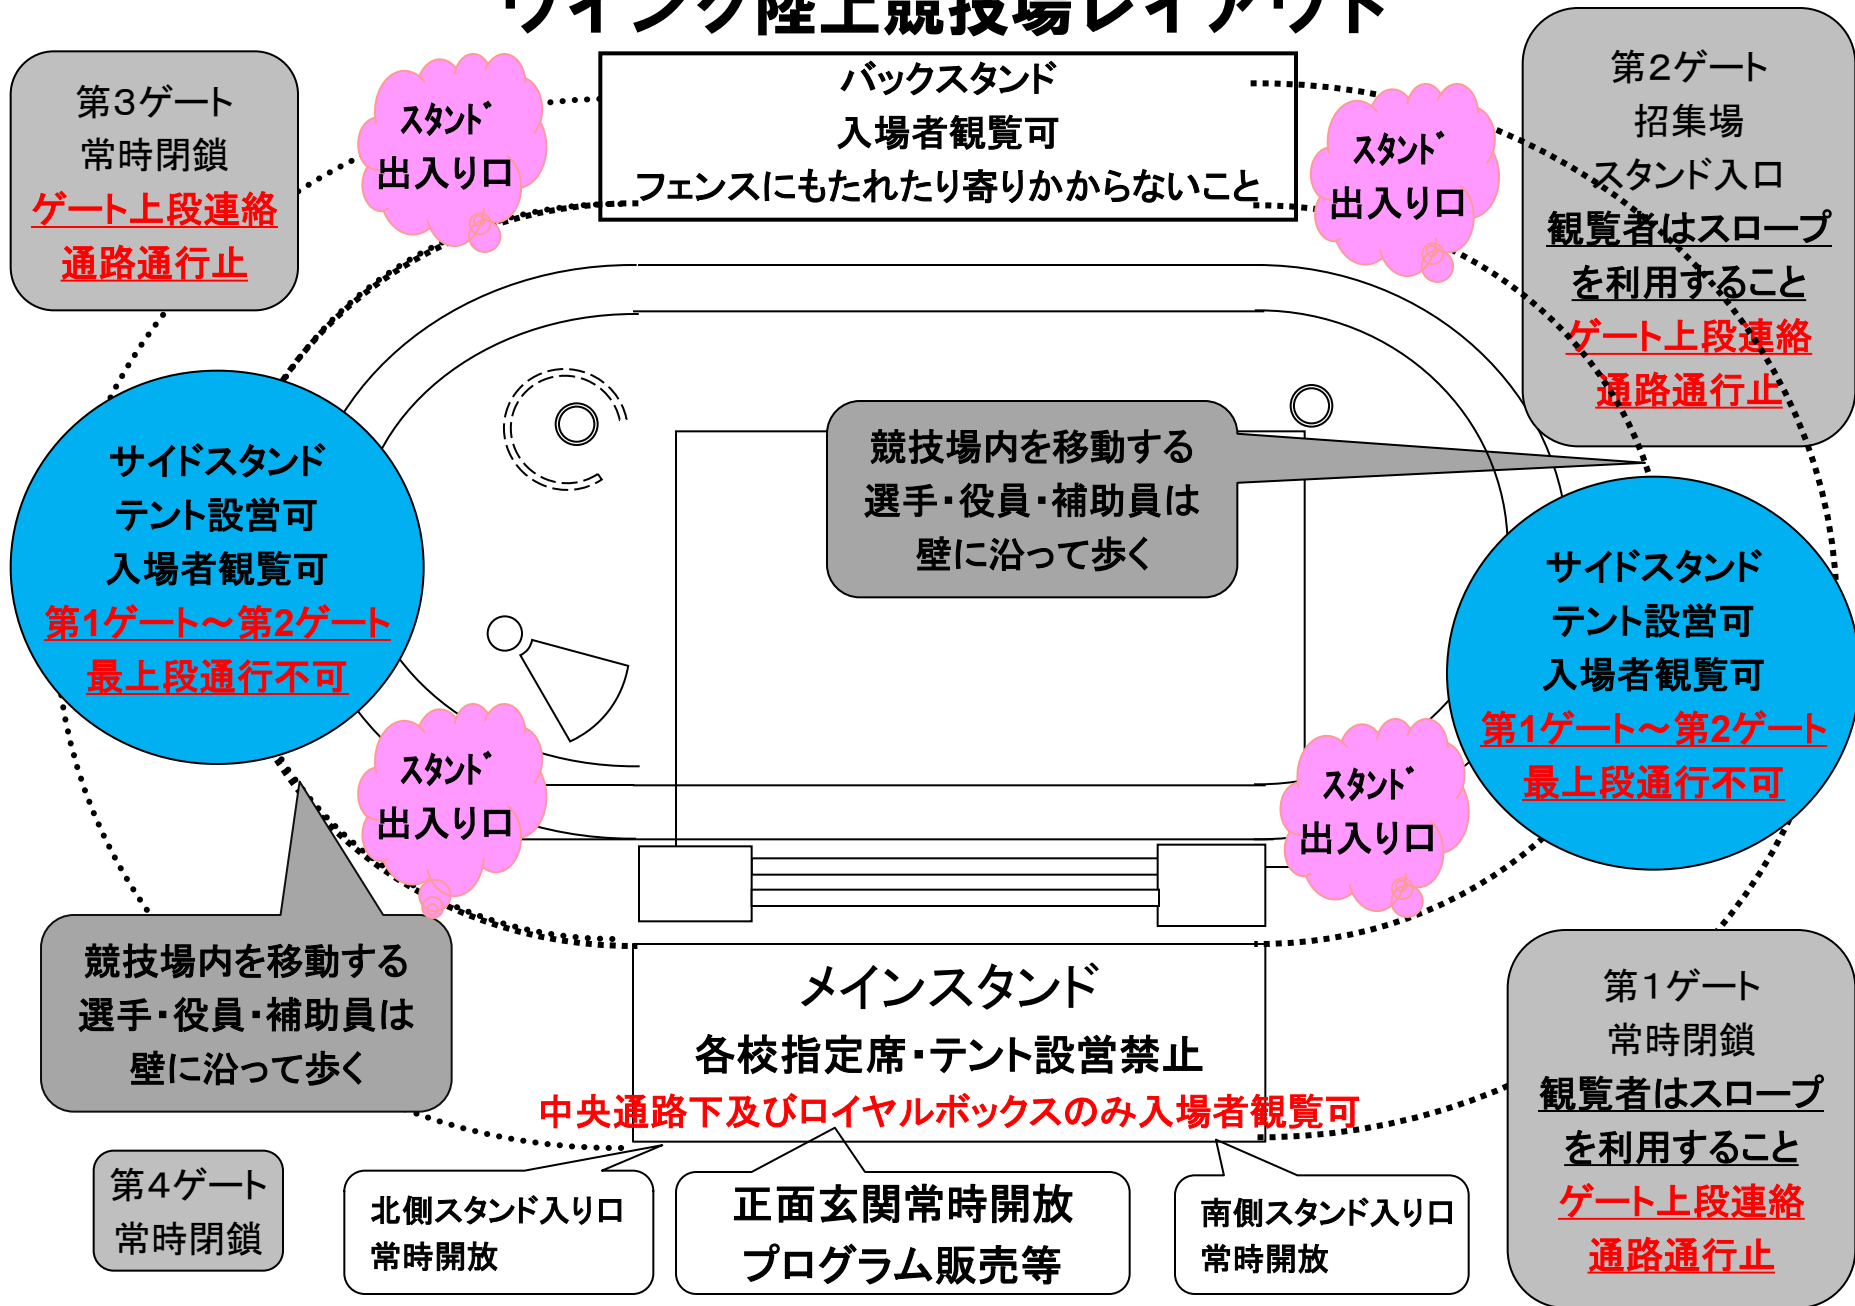 ウイング陸上競技場レイアウト
第3ゲート
常時閉鎖
ゲート上段連絡
通路通行止
スタンド
出入り口
バックスタンド
入場者観覧可
フェンスにもたれたり寄りかからないこと
スタンド
出入り口
第2ゲート
招集場
スタンド入口
観覧者はスロープ
を利用すること
ゲート上段連絡
通路通行止
サイドスタンド
テント設営可
入場者観覧可
第1ゲート～第2ゲート
最上段通行不可
競技場内を移動する
選手・役員・補助員は
壁に沿って歩く
サイドスタンド
テント設営可
入場者観覧可
第1ゲート～第2ゲート
最上段通行不可
スタンド
出入り口
スタンド
出入り口
競技場内を移動する
選手・役員・補助員は
壁に沿って歩く
メインスタンド
各校指定席・テント設営禁止
中央通路下及びロイヤルボックスのみ入場者観覧可
第1ゲート
常時閉鎖
観覧者はスロープ
を利用すること
ゲート上段連絡
通路通行止
第4ゲート
常時閉鎖
北側スタンド入り口
常時開放
正面玄関常時開放
プログラム販売等
南側スタンド入り口
常時開放